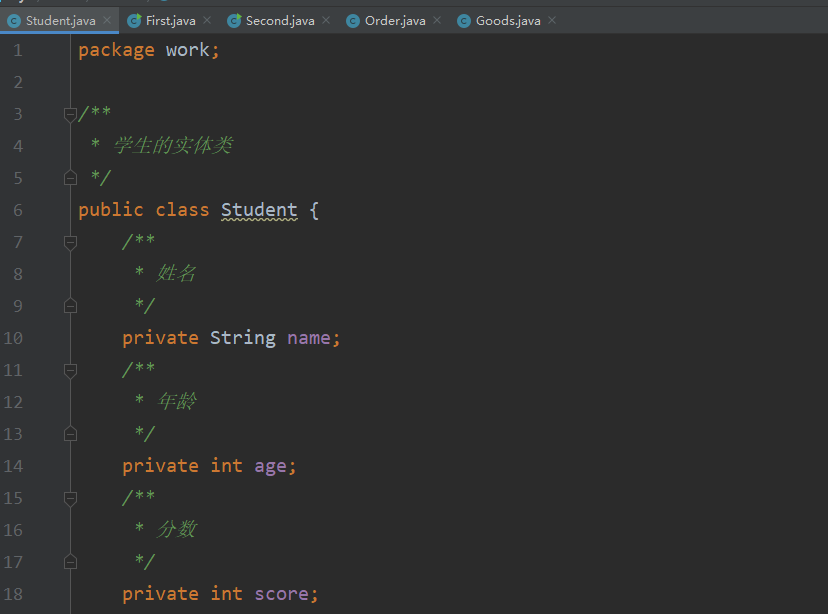 Student.java × First.java × Second.java × Order.java × Goods.java ×
1 package work;
2
3 /**
4 * 学生的实体类
5 */
6 public class Student {
7 /**
8 * 姓名
9 */
10 private String name;
11 /**
12 * 年龄
13 */
14 private int age;
15 /**
16 * 分数
17 */
18 private int score;